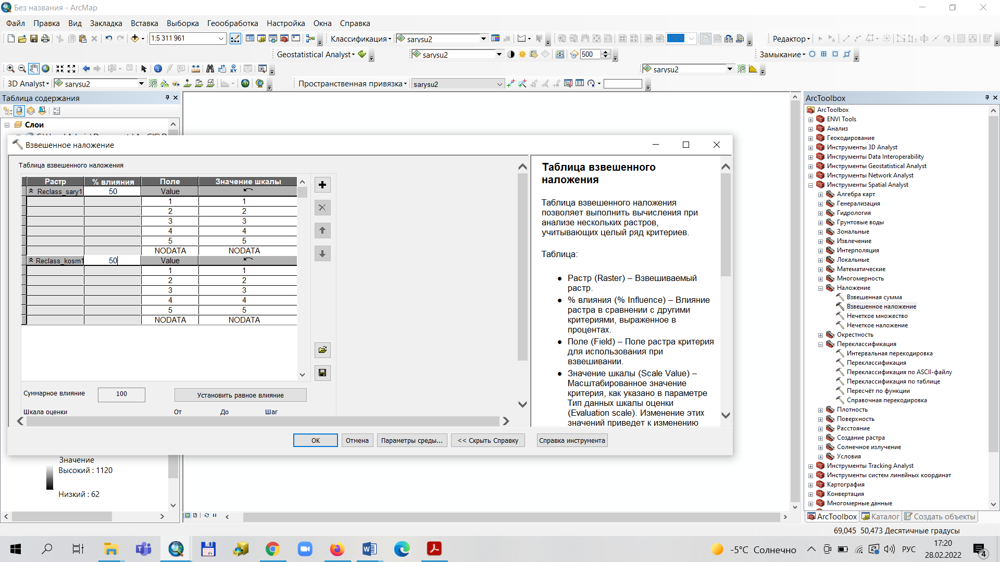 Без названия - ArcMap
Файл Правка Вид Закладка Вставка Выборка Геообработка Настройка Окна Справка
1:5 311 961 Классификация sarysu2 100% Редактор
Geostatistical Analyst sarysu2 500 Замыкание
sarysu2
3D Analyst sarysu2 Пространственная привязка sarysu2
Таблица содержания
Слои
Взвешенное наложение
Таблица взвешенного наложения
Растр % влияния Поле Значение шкалы
Reclass_sary1 50 Value
1 1
2 2
3 3
4 4
5 5
NODATA NODATA
Reclass_kosm1 50 Value
1 1
2 2
3 3
4 4
5 5
NODATA NODATA
Суммарное влияние 100 Установить равное влияние
Шкала оценки От До Шаг
Таблица взвешенного
наложения
Таблица взвешенного наложения
позволяет выполнить вычисления при
анализе нескольких растров,
учитывающих целый ряд критериев.
Таблица:
Растр (Raster) – Взвешиваемый
растр.
% влияния (% Influence) – Влияние
растра в сравнении с другими
критериями, выраженное в
процентах.
Поле (Field) – Поле растра критерия
для использования при
взвешивании.
Значение шкалы (Scale Value) –
Масштабированное значение
критерия, как указано в параметре
Тип данных шкалы оценки
(Evaluation scale). Изменение этих
значений приведет к изменению
OK Отмена Параметры среды... << Скрыть Справку Справка инструмента
Значение
Высокий : 1120
Низкий : 62
ArcToolbox
ArcToolbox
ENVI Tools
Анализ
Геокодирование
Инструменты 3D Analyst
Инструменты Data Interoperability
Инструменты Geostatistical Analyst
Инструменты Network Analyst
Инструменты Spatial Analyst
Алгебра карт
Генерализация
Гидрология
Грунтовые воды
Зональные
Извлечение
Интерполяция
Локальные
Математические
Многомерность
Наложение
Взвешенная сумма
Взвешенное наложение
Нечеткое множество
Нечеткое наложение
Окрестность
Переклассификация
Интервальная перекодировка
Переклассификация
Переклассификация по ASCII-файлу
Переклассификация по таблице
Пересчёт по функции
Справочная перекодировка
Плотность
Поверхность
Расстояние
Создание растра
Солнечное излучение
Условия
Инструменты Tracking Analyst
Инструменты систем линейных координат
Картография
Конвертация
Многомерные данные
ArcToolbox Каталог Создать объекты
69,045 50,473 Десятичные градусы
-5°C Солнечно РУС 17:20
28.02.2022
4